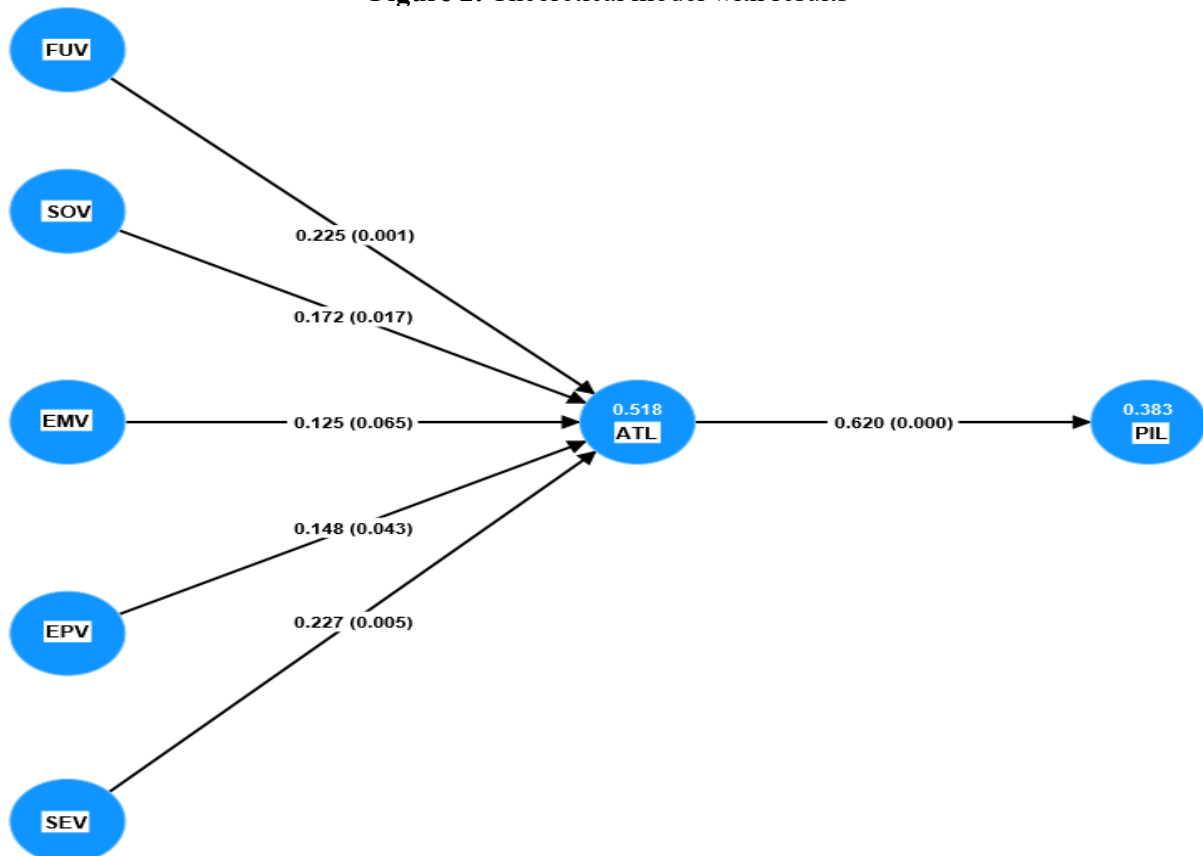 FUV
SOV
0.225 (0.001)
0.172 (0.017)
EMV
0.125 (0.065)
0.518
ATL
0.620 (0.000)
0.383
PIL
0.148 (0.043)
EPV
0.227 (0.005)
SEV